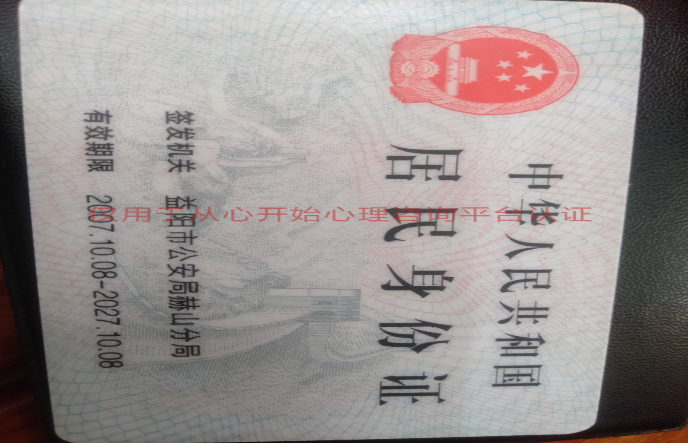 中华人民共和国
居民身份证
签发机关 益阳市公安局赫山分局
有效期限 2007.10.08-2027.10.08
仅用于从心开始心理咨询平台认证